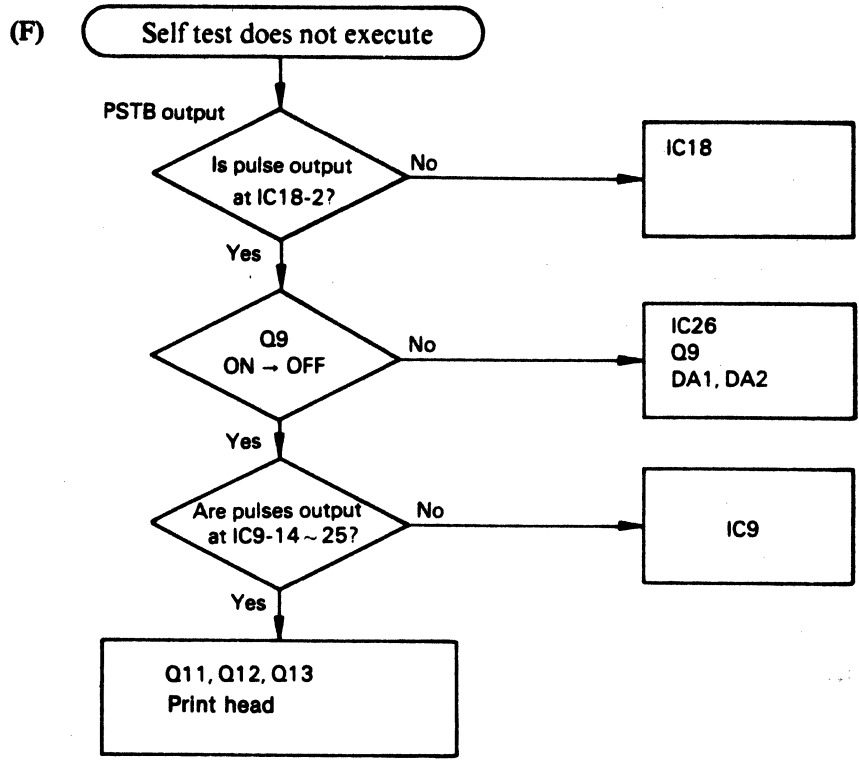 (F) Self test does not execute
PSTB output
Is pulse output
at IC18-2?
No
IC18
Yes
Q9
ON → OFF
No
IC26
Q9
DA1, DA2
Yes
Are pulses output
at IC9-14 ~ 25?
No
IC9
Yes
Q11, Q12, Q13
Print head